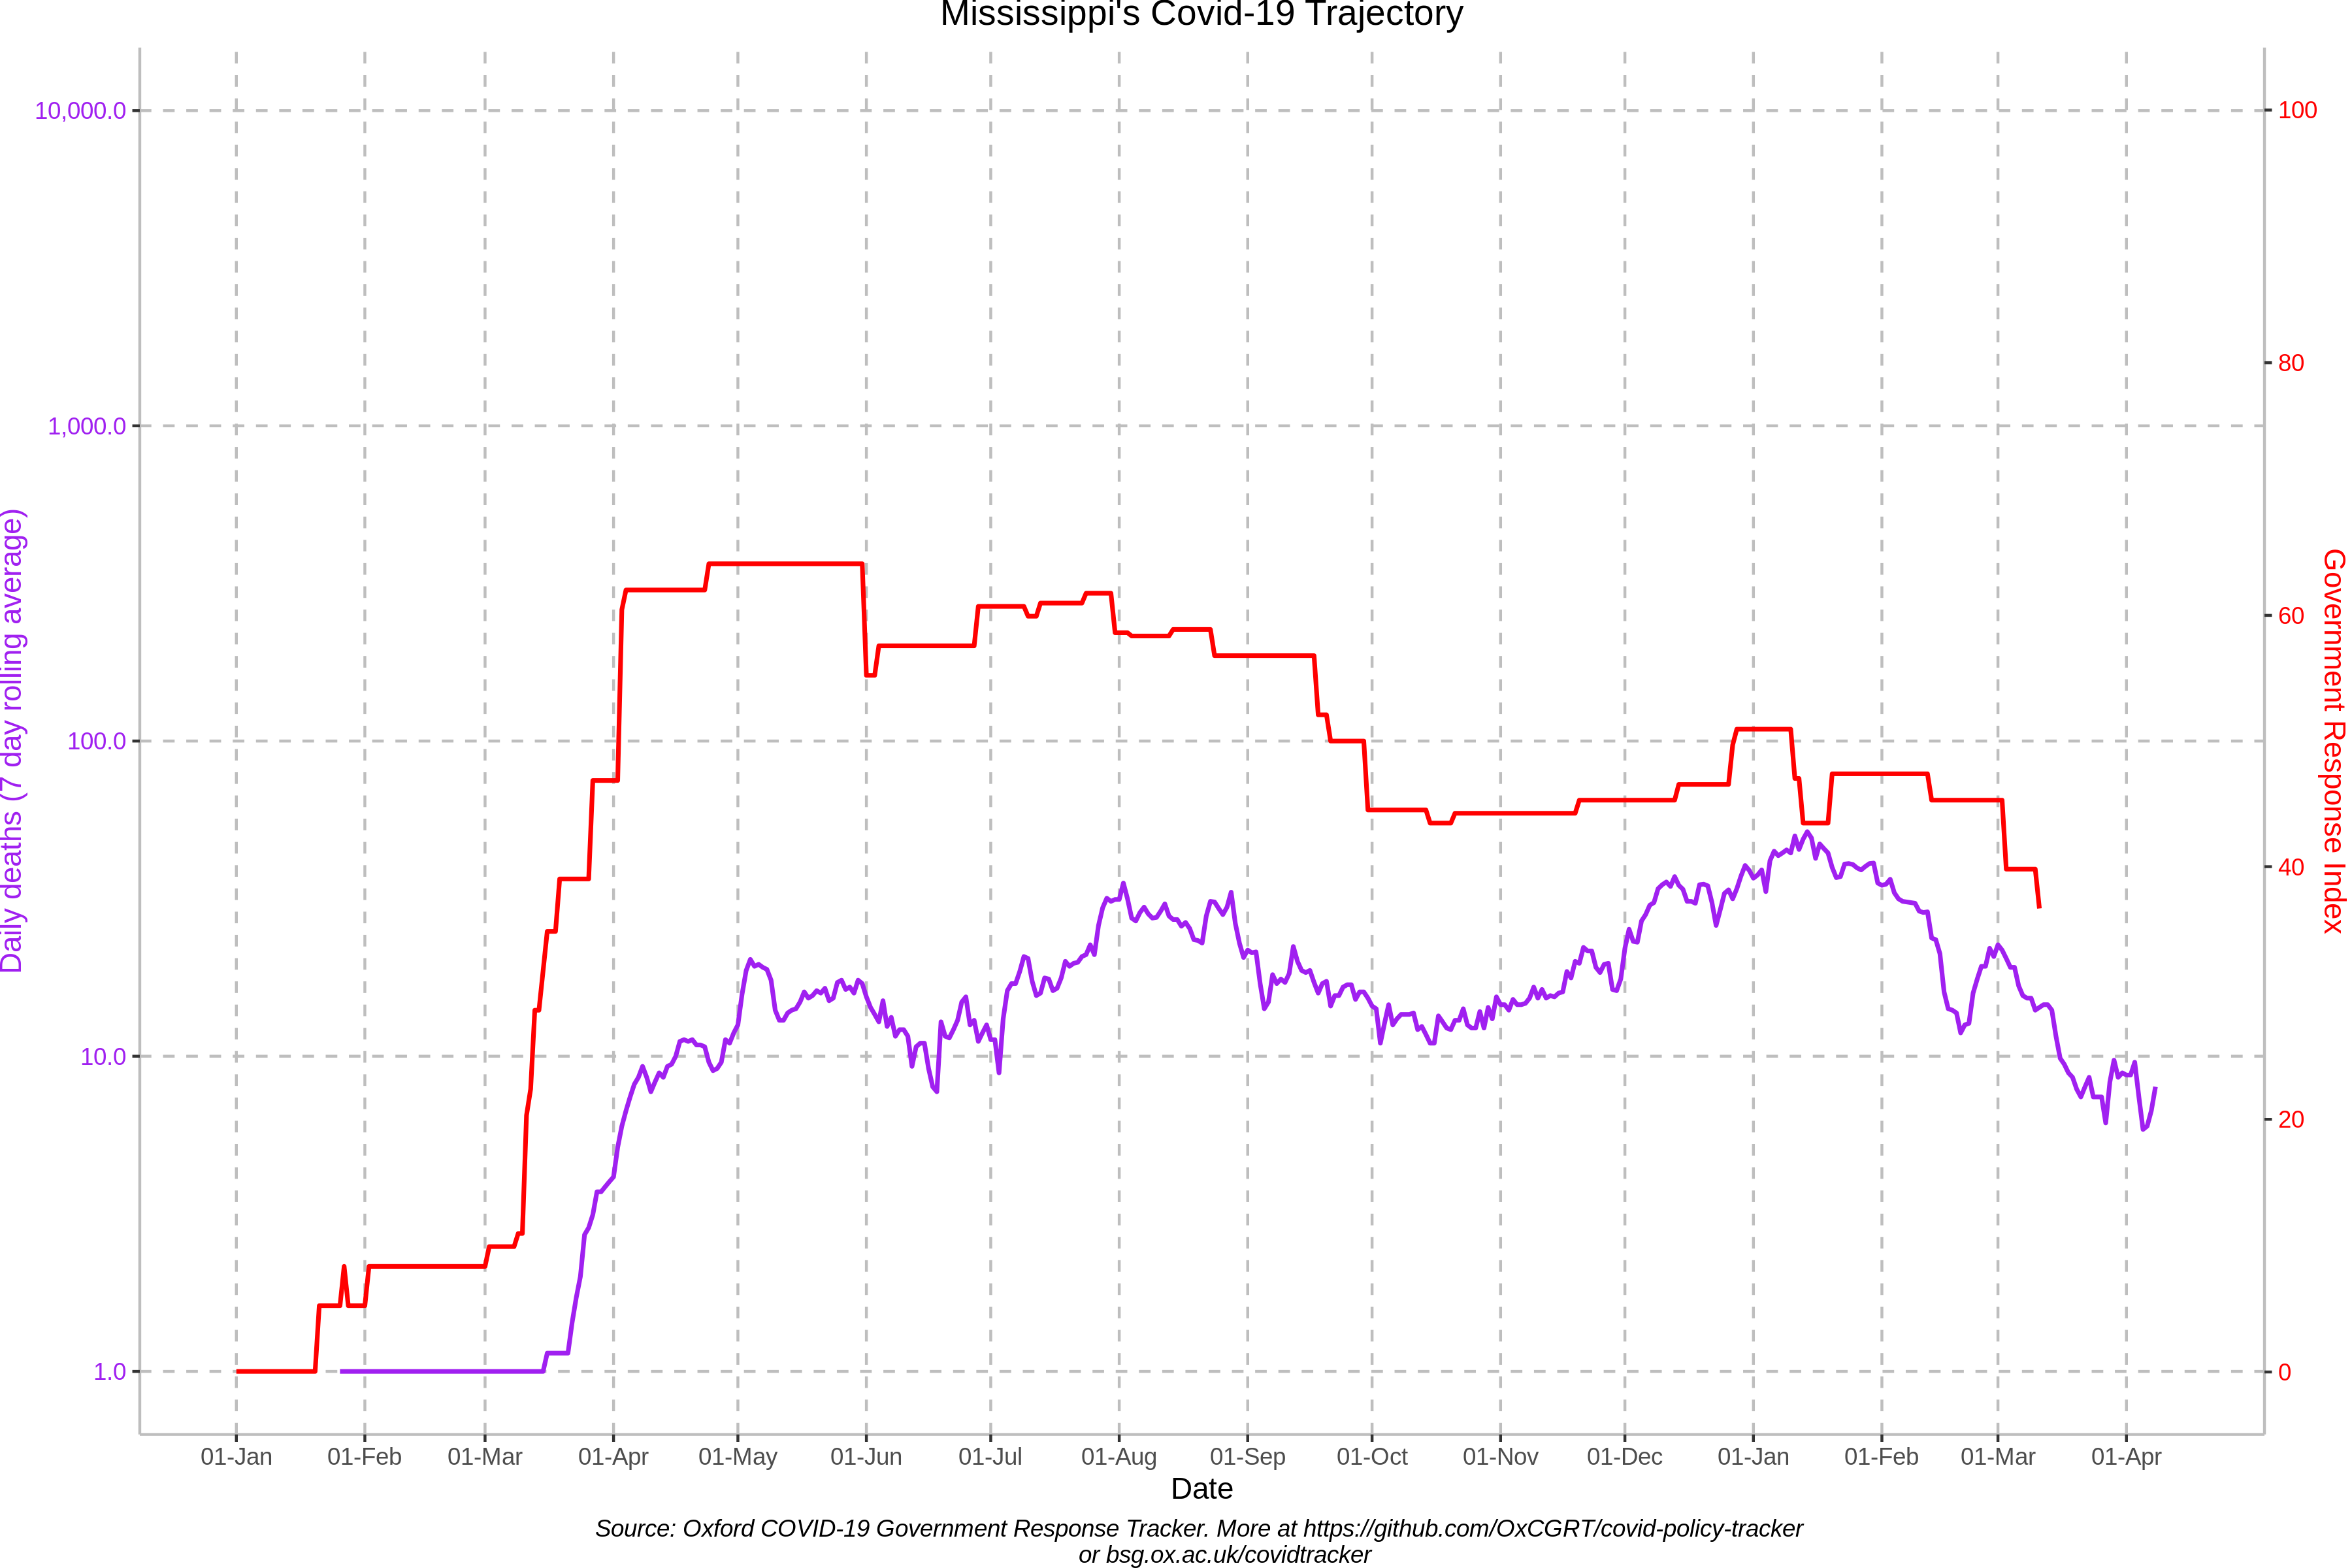 Mississippi's Covid-19 Trajectory
10,000.0
1,000.0
100.0
10.0
1.0
Daily deaths (7 day rolling average)
100
80
60
40
20
0
Government Response Index
01-Jan 01-Feb 01-Mar 01-Apr 01-May 01-Jun 01-Jul 01-Aug 01-Sep 01-Oct 01-Nov 01-Dec 01-Jan 01-Feb 01-Mar 01-Apr
Date
Source: Oxford COVID-19 Government Response Tracker. More at https://github.com/OxCGRT/covid-policy-tracker
or bsg.ox.ac.uk/covidtracker